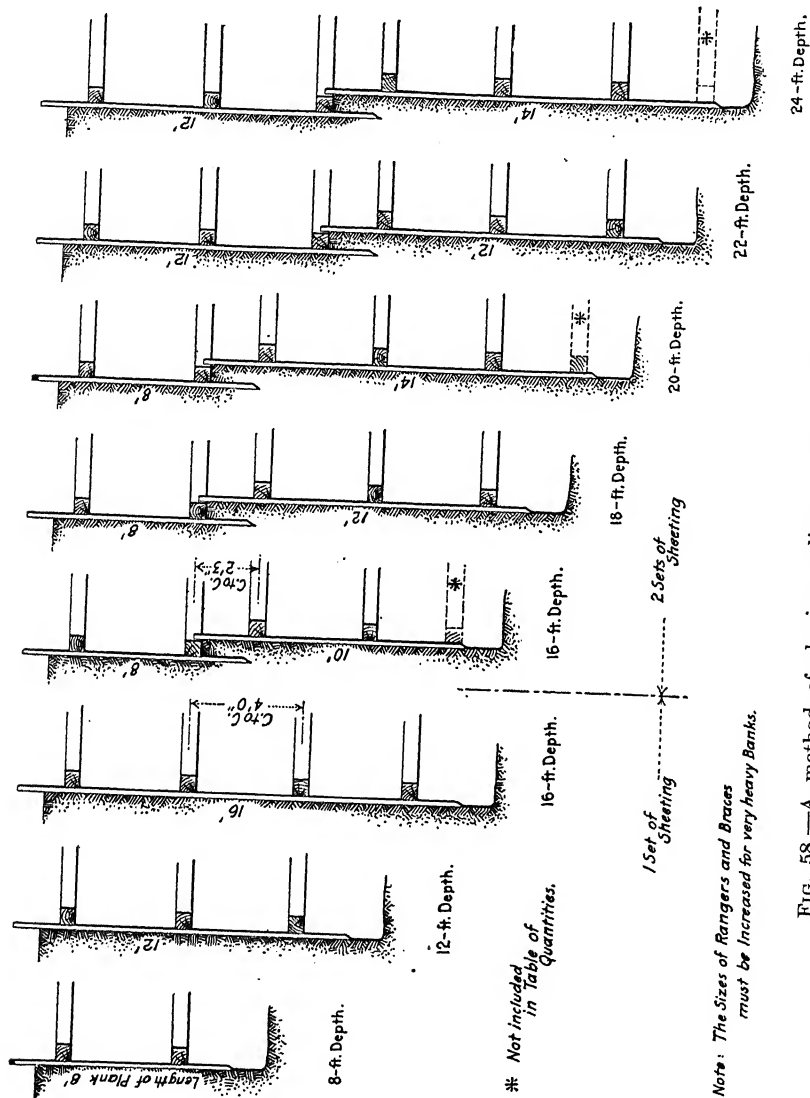 Length of Plank 8'
8-ft. Depth.
12'
12-ft. Depth.
16'
C. to C.
4'0"
16-ft. Depth.
8'
C. to C.
2'3"
10'
*
16-ft. Depth.
8'
12'
18-ft. Depth.
8'
14'
*
20-ft. Depth.
12'
12'
22-ft. Depth.
12'
14'
*
24-ft. Depth.
* Not included
in Table of
Quantities.
1 Set of
Sheeting
2 Sets of
Sheeting
Note: The Sizes of Rangers and Braces
must be Increased for very heavy Banks.
FIG. 58.—A method of